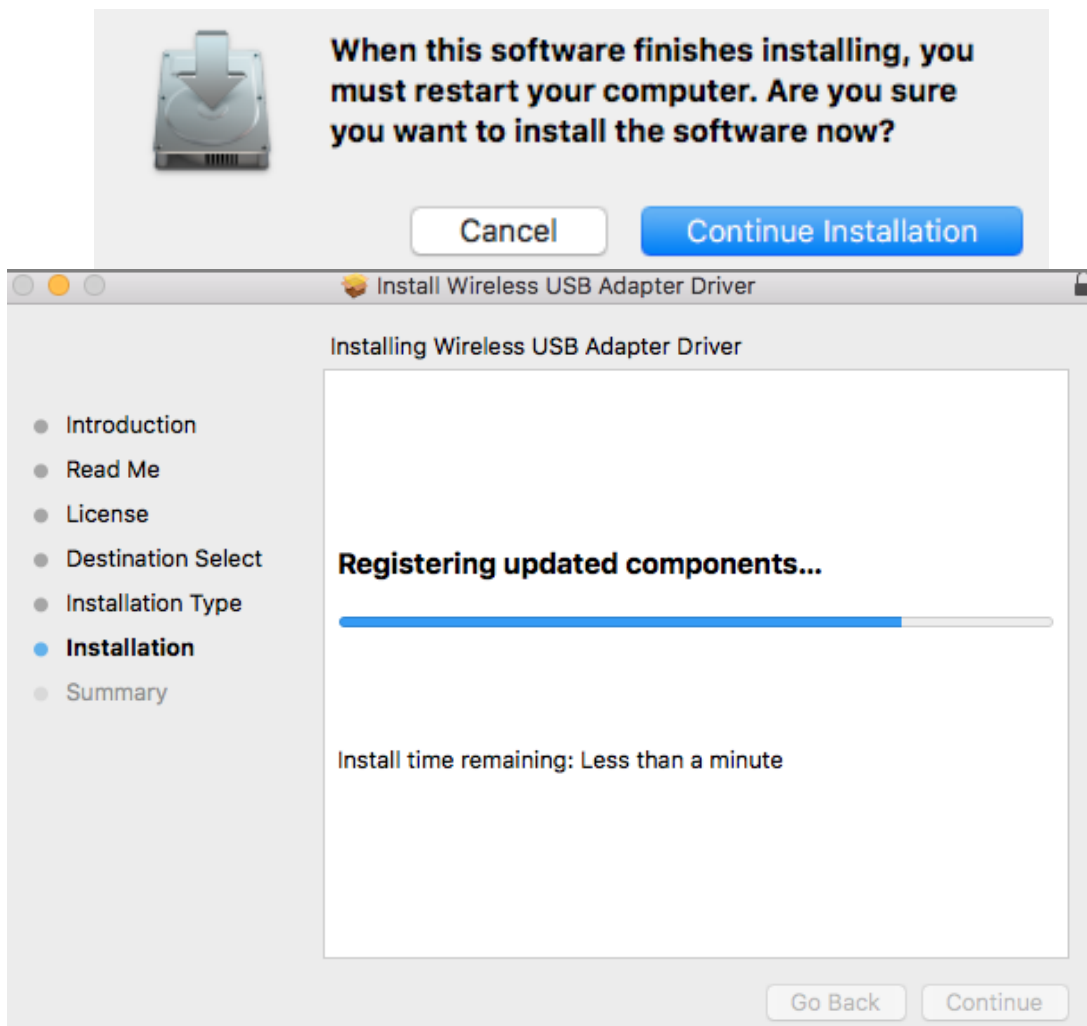 When this software finishes installing, you
must restart your computer. Are you sure
you want to install the software now?
Cancel
Continue Installation
Install Wireless USB Adapter Driver
Installing Wireless USB Adapter Driver
Introduction
Read Me
License
Destination Select
Installation Type
Installation
Summary
Registering updated components...
Install time remaining: Less than a minute
Go Back
Continue